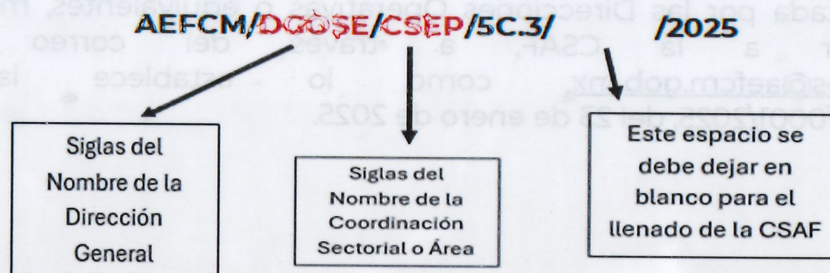 AEFCM/DGOSE/CSEP/5C.3/ /2025
Siglas del
Nombre de la
Dirección
General
Siglas del
Nombre de la
Coordinación
Sectorial o Área
Este espacio se
debe dejar en
blanco para el
llenado de la CSAF